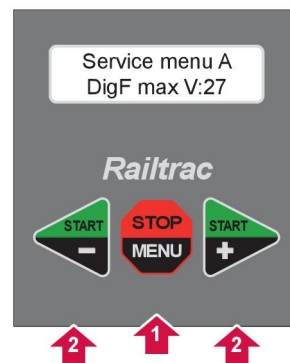 Service menu A
DigF max V:27
Railtrac
START
-
STOP
MENU
START
+
2
1
2